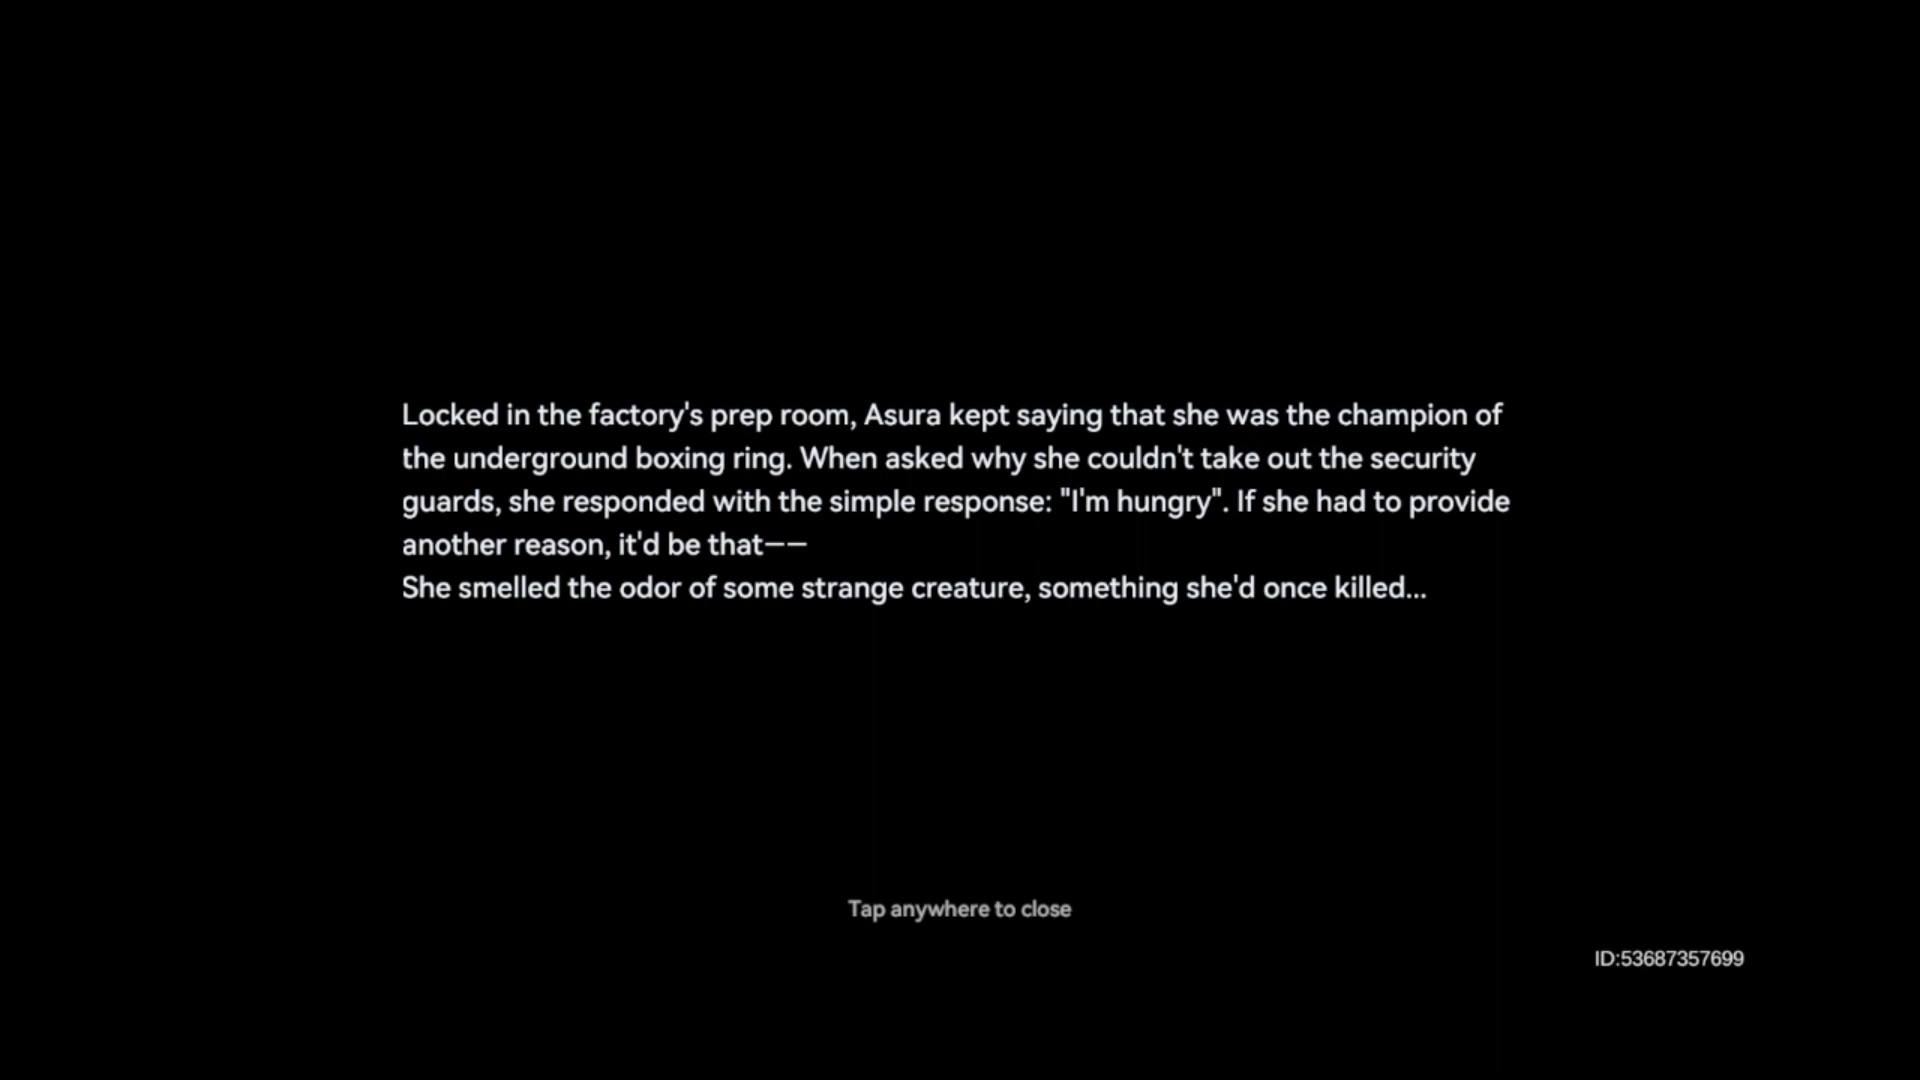 Locked in the factory's prep room, Asura kept saying that she was the champion of
the underground boxing ring. When asked why she couldn't take out the security
guards, she responded with the simple response: "I'm hungry". If she had to provide
another reason, it'd be that——
She smelled the odor of some strange creature, something she'd once killed...
Tap anywhere to close
ID:53687357699